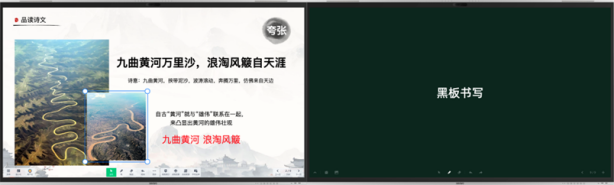 品读诗文
夸张
九曲黄河万里沙，浪淘风簸自天涯
诗意：九曲黄河，挟带泥沙，波涛滚动，奔腾万里，仿佛来自天边
自古“黄河”就与“雄伟”联系在一起，
来凸显出黄河的雄伟壮观
九曲黄河 浪淘风簸
黑板书写